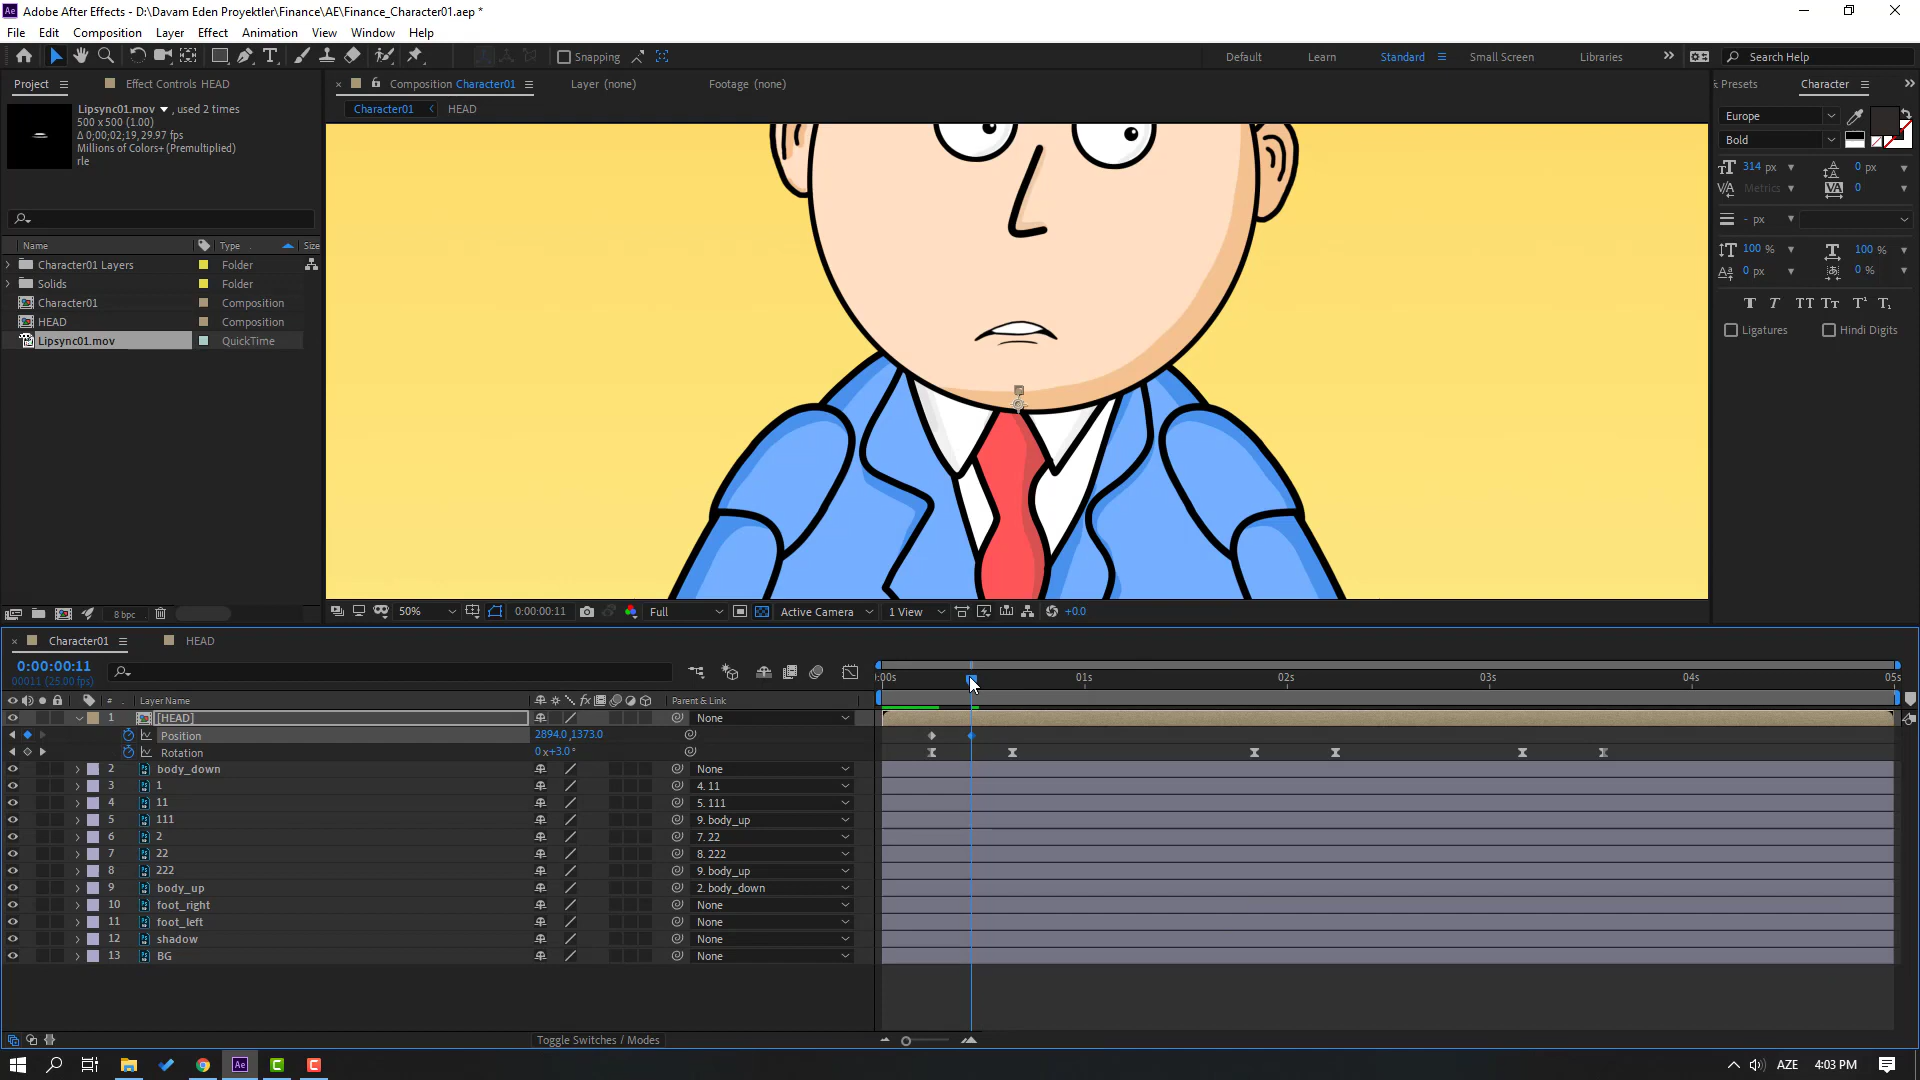 Adobe After Effects - D:\Davam Eden Proyektler\Finance\AE\Finance_Character01.aep *
File Edit Composition Layer Effect Animation View Window Help
Snapping Default Learn Standard Small Screen Libraries Search Help
Project Effect Controls HEAD Composition Character01 Layer (none) Footage (none) Presets Character
Lipsync01.mov , used 2 times
500 x 500 (1.00)
Δ 0;00;02;19, 29.97 fps
Millions of Colors+ (Premultiplied)
rle
Character01 HEAD
Europe
Bold
314 px 0 px
Metrics 0
- px
100 % 100 %
0 px 0 %
Ligatures Hindi Digits
Name Type Size
Character01 Layers Folder
Solids Folder
Character01 Composition
HEAD Composition
Lipsync01.mov QuickTime
8 bpc 50% 0:00:00:11 Full Active Camera 1 View +0.0
Character01 HEAD
0:00:00:11
00011 (25.00 fps)
:00s 01s 02s 03s 04s 05s
# Layer Name Parent & Link
1 [HEAD] None
Position 2894.0,1373.0
Rotation 0x+3.0°
2 body_down None
3 1 4. 11
4 11 5. 111
5 111 9. body_up
6 2 7. 22
7 22 8. 222
8 222 9. body_up
9 body_up 2. body_down
10 foot_right None
11 foot_left None
12 shadow None
13 BG None
Toggle Switches / Modes
AZE 4:03 PM